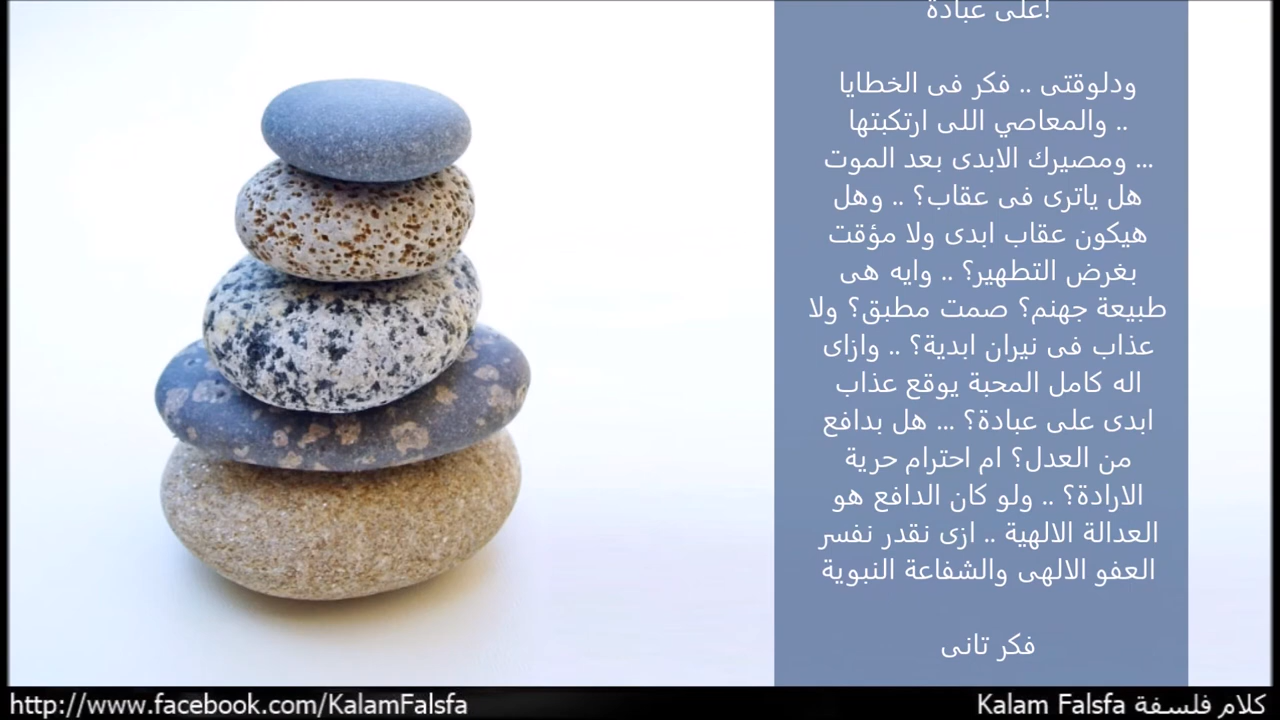 على عبادة!
ودلوقتى .. فكر فى الخطايا
والمعاصي اللى ارتكبتها ..
ومصيرك الابدى بعد الموت ...
هل ياترى فى عقاب؟ .. وهل
هيكون عقاب ابدى ولا مؤقت
بغرض التطهير؟ .. وايه هى
طبيعة جهنم؟ صمت مطبق؟ ولا
عذاب فى نيران ابدية؟ .. وازاى
اله كامل المحبة يوقع عذاب
ابدى على عبادة؟ ... هل بدافع
من العدل؟ ام احترام حرية
الارادة؟ .. ولو كان الدافع هو
العدالة الالهية .. ازى نقدر نفسر
العفو الالهى والشفاعة النبوية
فكر تانى
http://www.facebook.com/KalamFalsfa
Kalam Falsfa كلام فلسفة